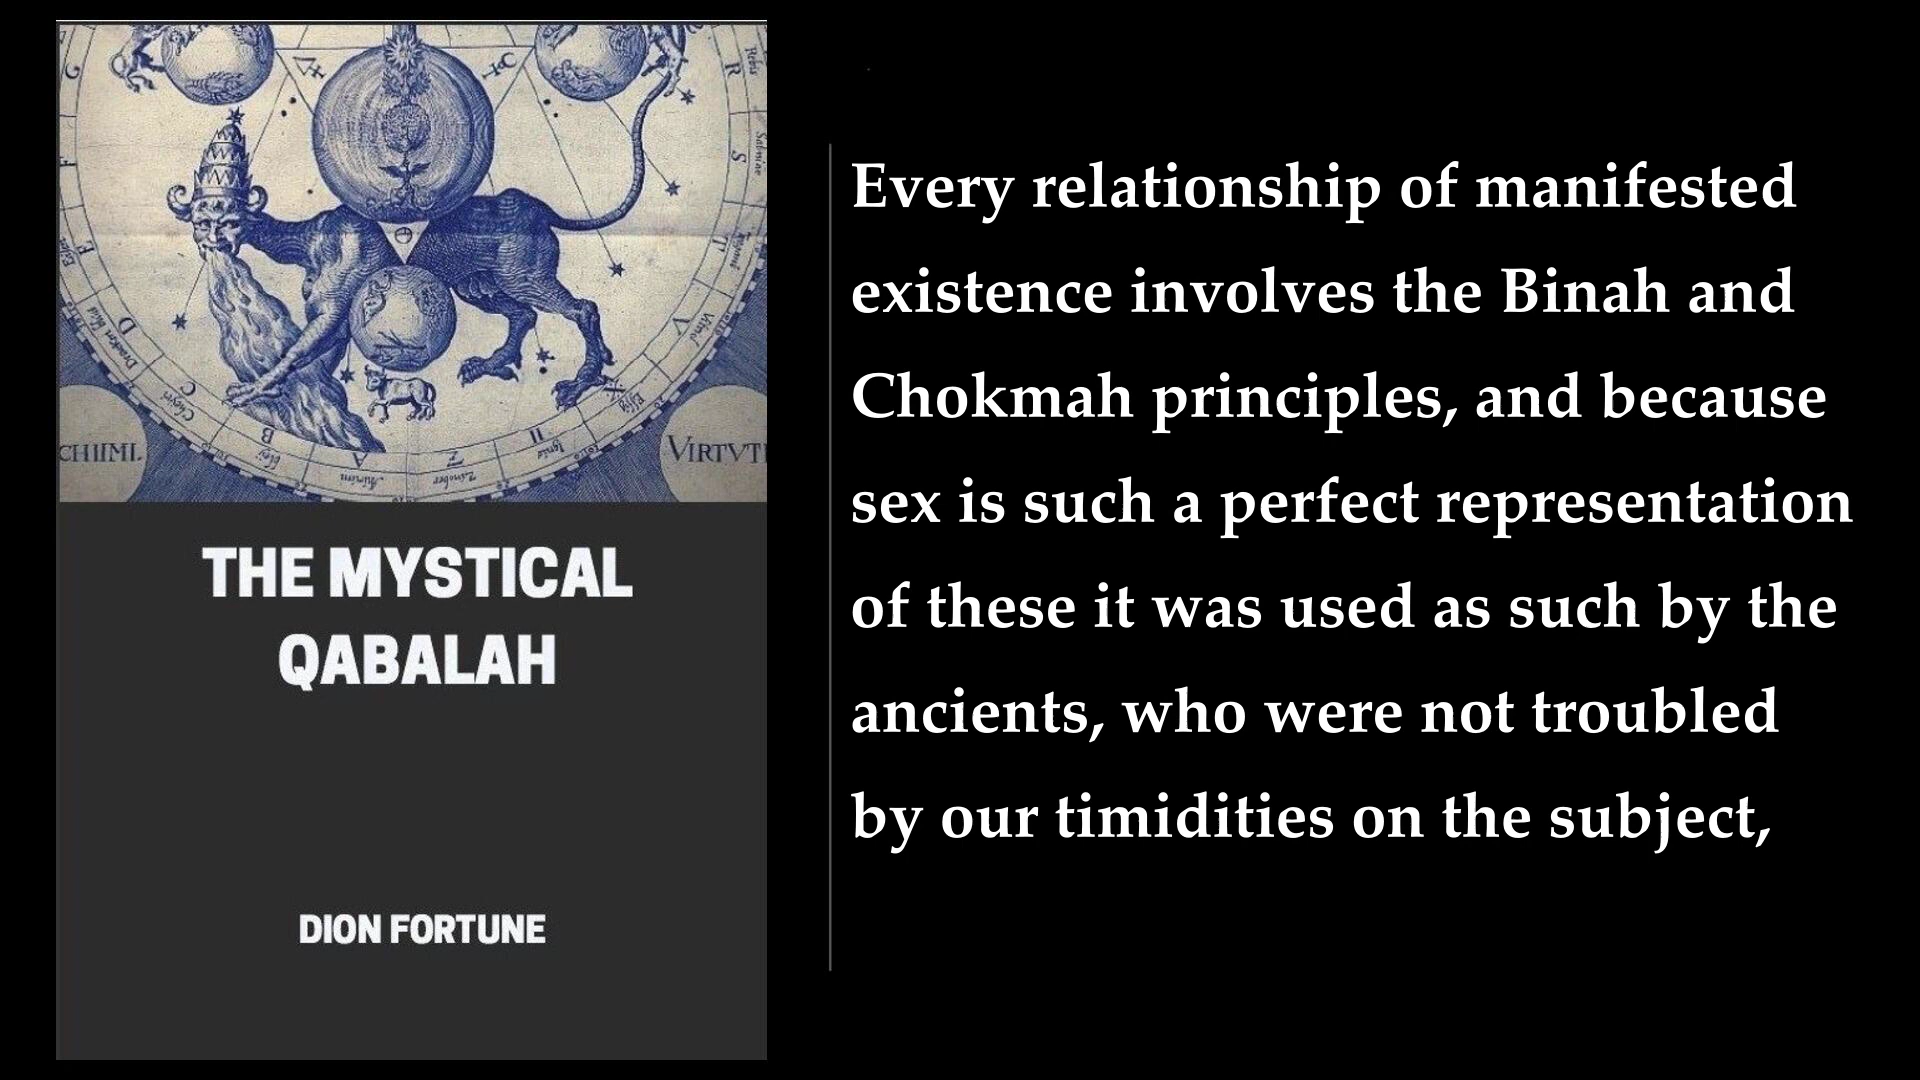 CHIIMI.
VIRTVTI
THE MYSTICAL
QABALAH
DION FORTUNE
Every relationship of manifested
existence involves the Binah and
Chokmah principles, and because
sex is such a perfect representation
of these it was used as such by the
ancients, who were not troubled
by our timidities on the subject,